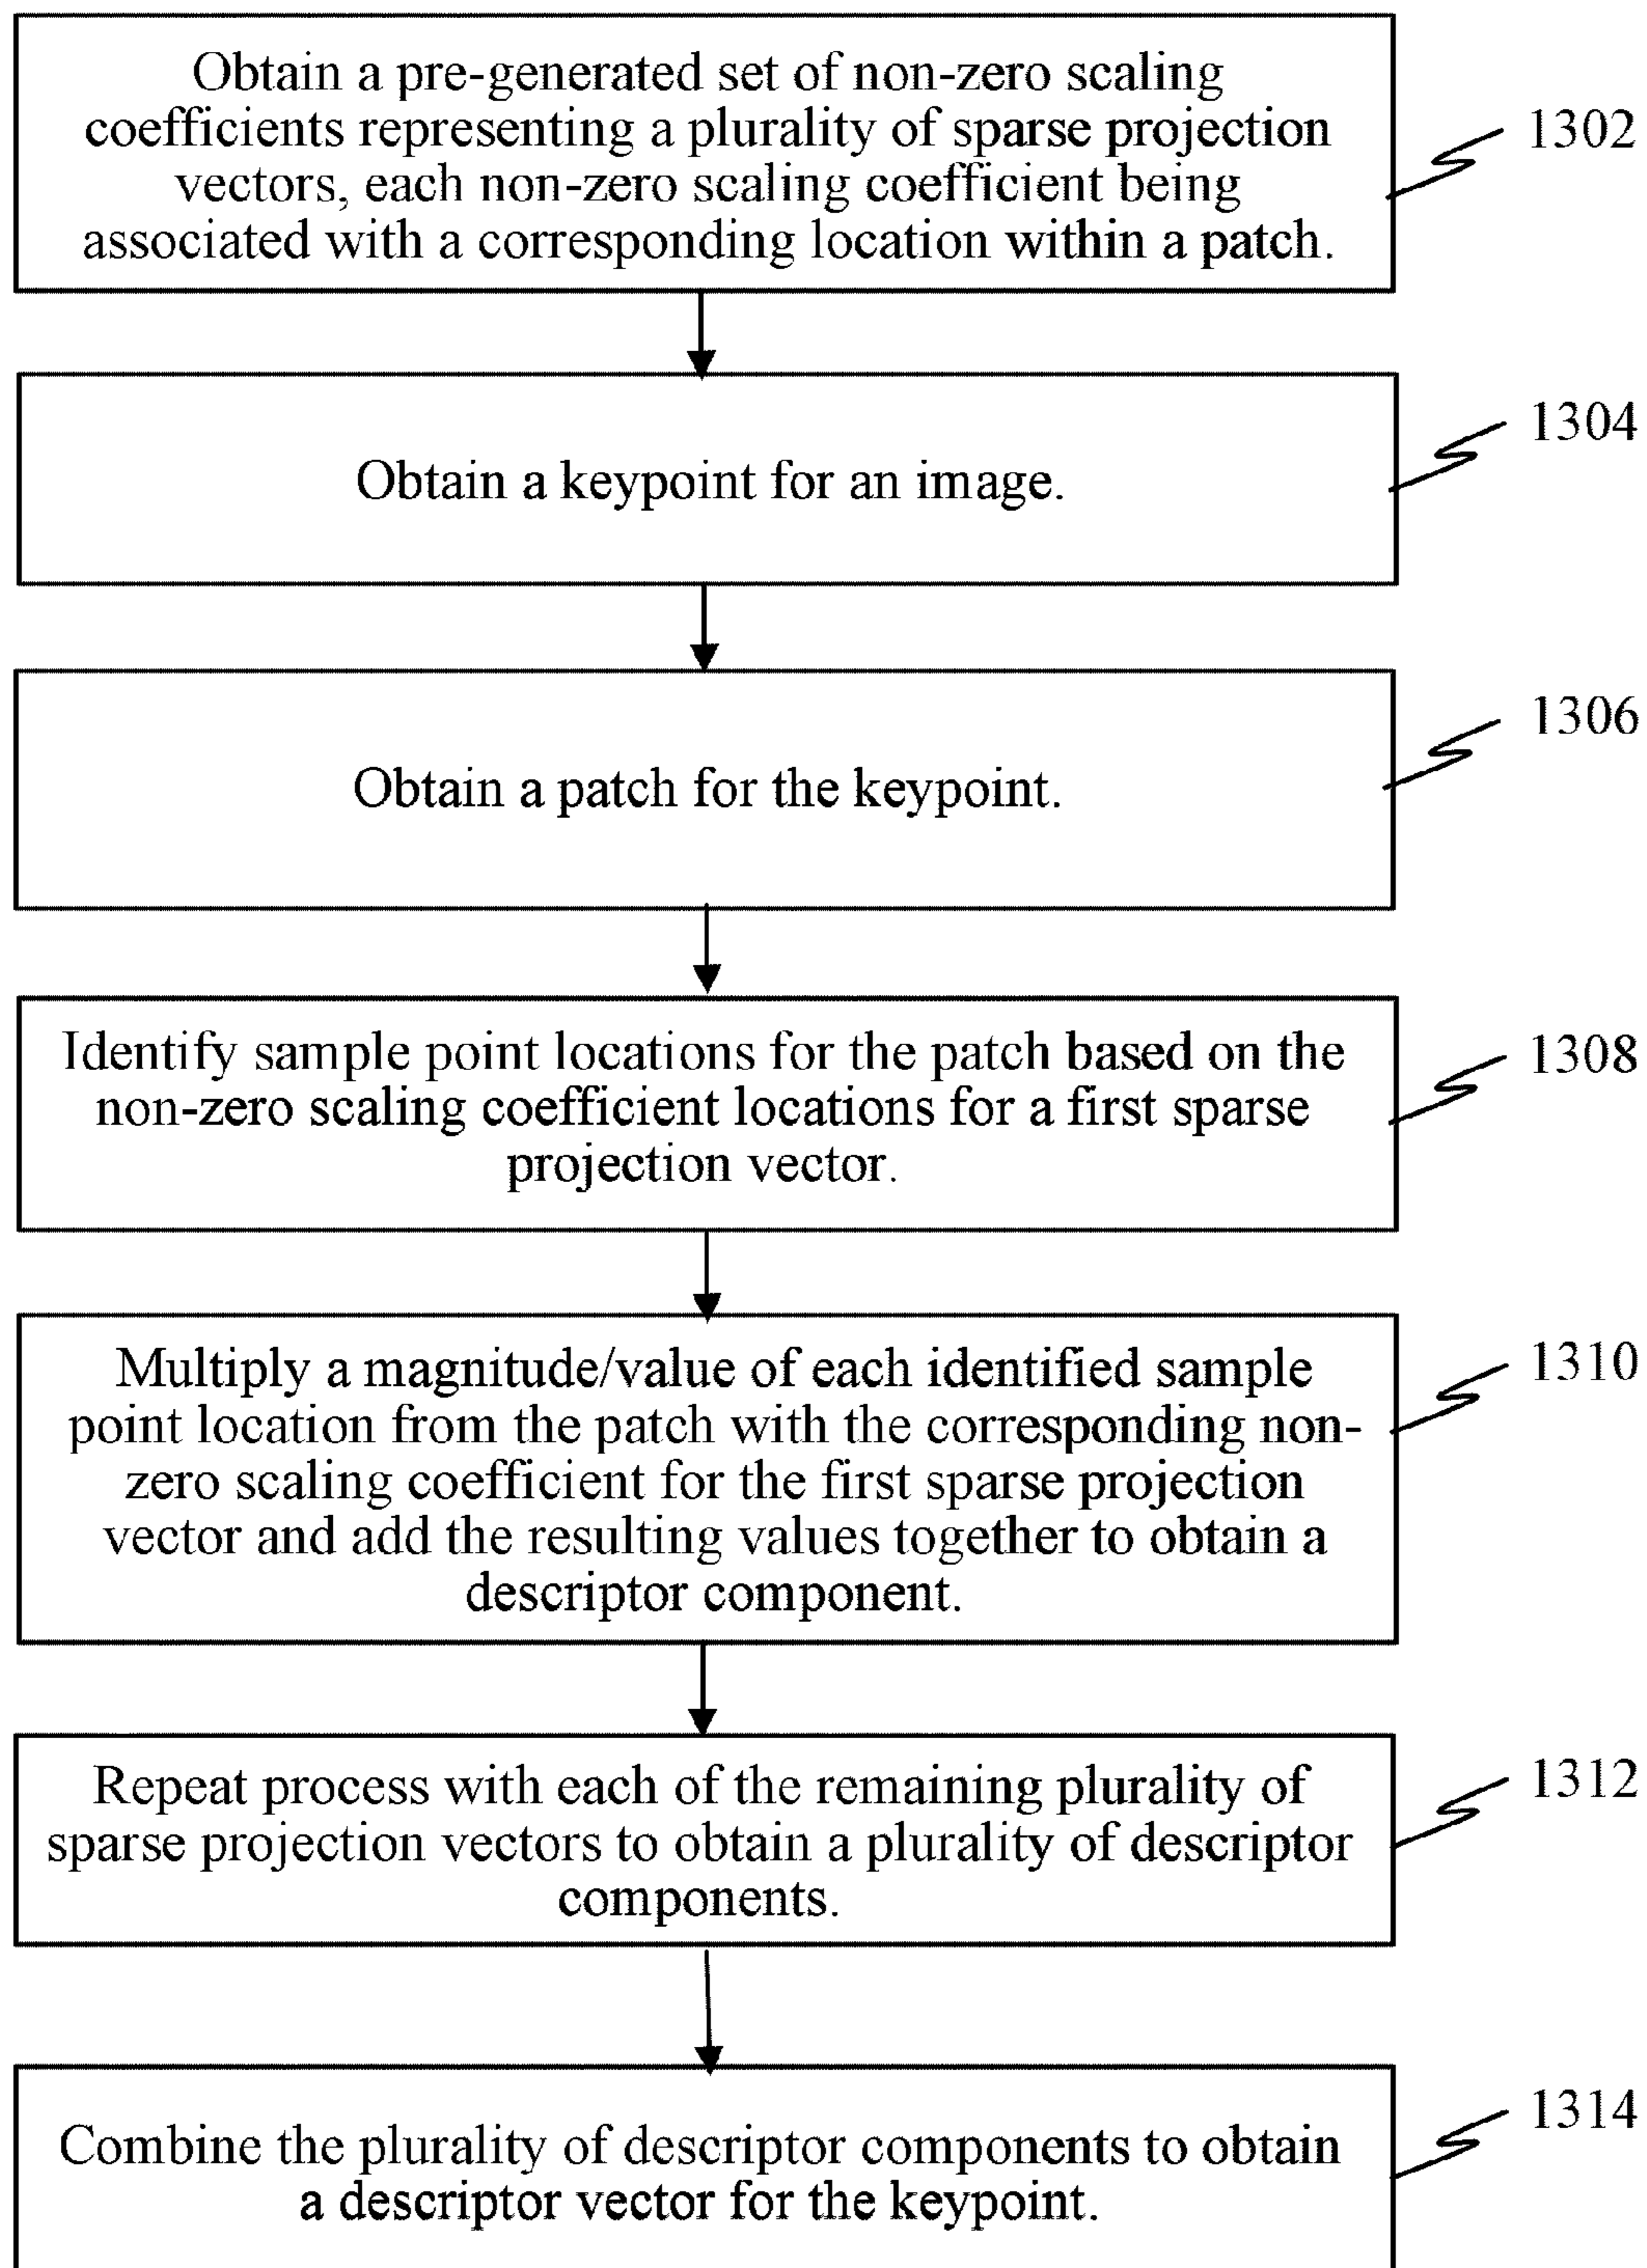 Obtain a pre-generated set of non-zero scaling
coefficients representing a plurality of sparse projection
vectors, each non-zero scaling coefficient being
associated with a corresponding location within a patch.
1302
Obtain a keypoint for an image.
1304
Obtain a patch for the keypoint.
1306
Identify sample point locations for the patch based on the
non-zero scaling coefficient locations for a first sparse
projection vector.
1308
Multiply a magnitude/value of each identified sample
point location from the patch with the corresponding non-
zero scaling coefficient for the first sparse projection
vector and add the resulting values together to obtain a
descriptor component.
1310
Repeat process with each of the remaining plurality of
sparse projection vectors to obtain a plurality of descriptor
components.
1312
Combine the plurality of descriptor components to obtain
a descriptor vector for the keypoint.
1314